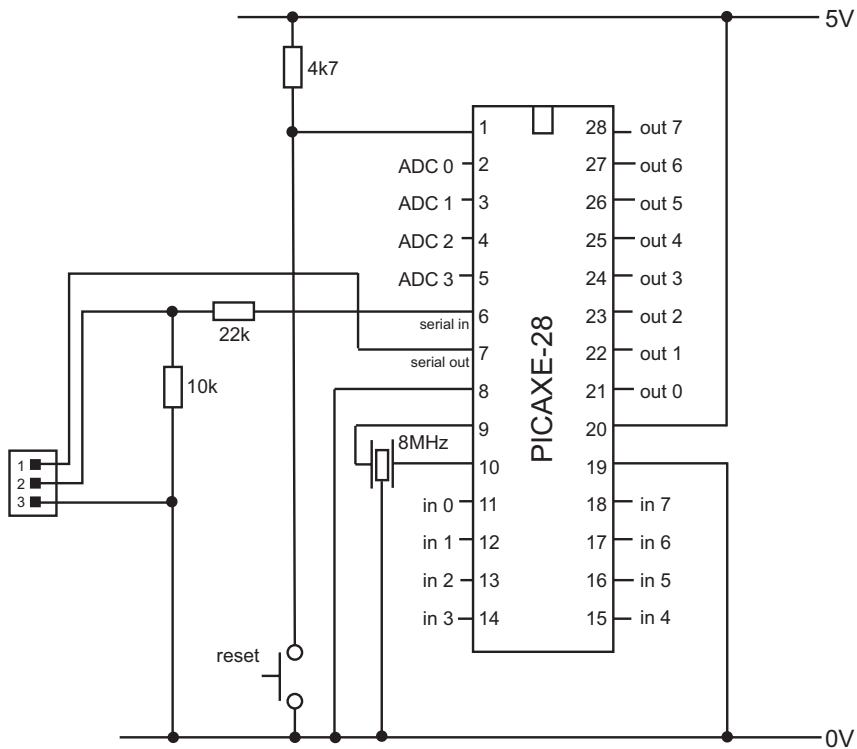 5V
4k7
1 28 out 7
ADC 0 2 27 out 6
ADC 1 3 26 out 5
ADC 2 4 25 out 4
ADC 3 5 24 out 3
serial in 6 23 out 2
22k
serial out 7 22 out 1
10k
8 21 out 0
9 20
8MHz
10 19
PICAXE-28
1
2
3
in 0 11 18 in 7
in 1 12 17 in 6
in 2 13 16 in 5
in 3 14 15 in 4
reset
0V